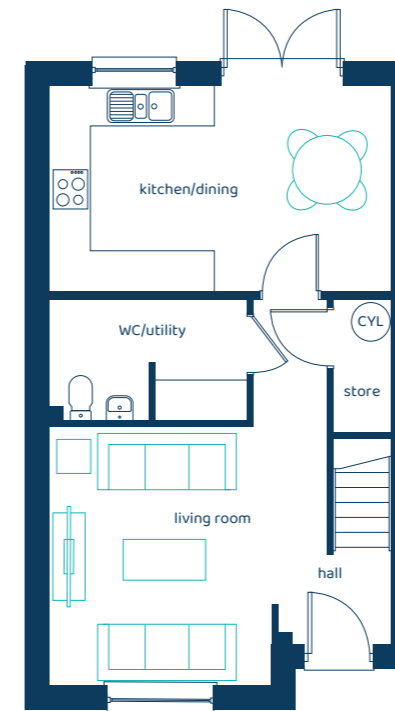 kitchen/dining
WC/utility
CYL
store
living room
hall